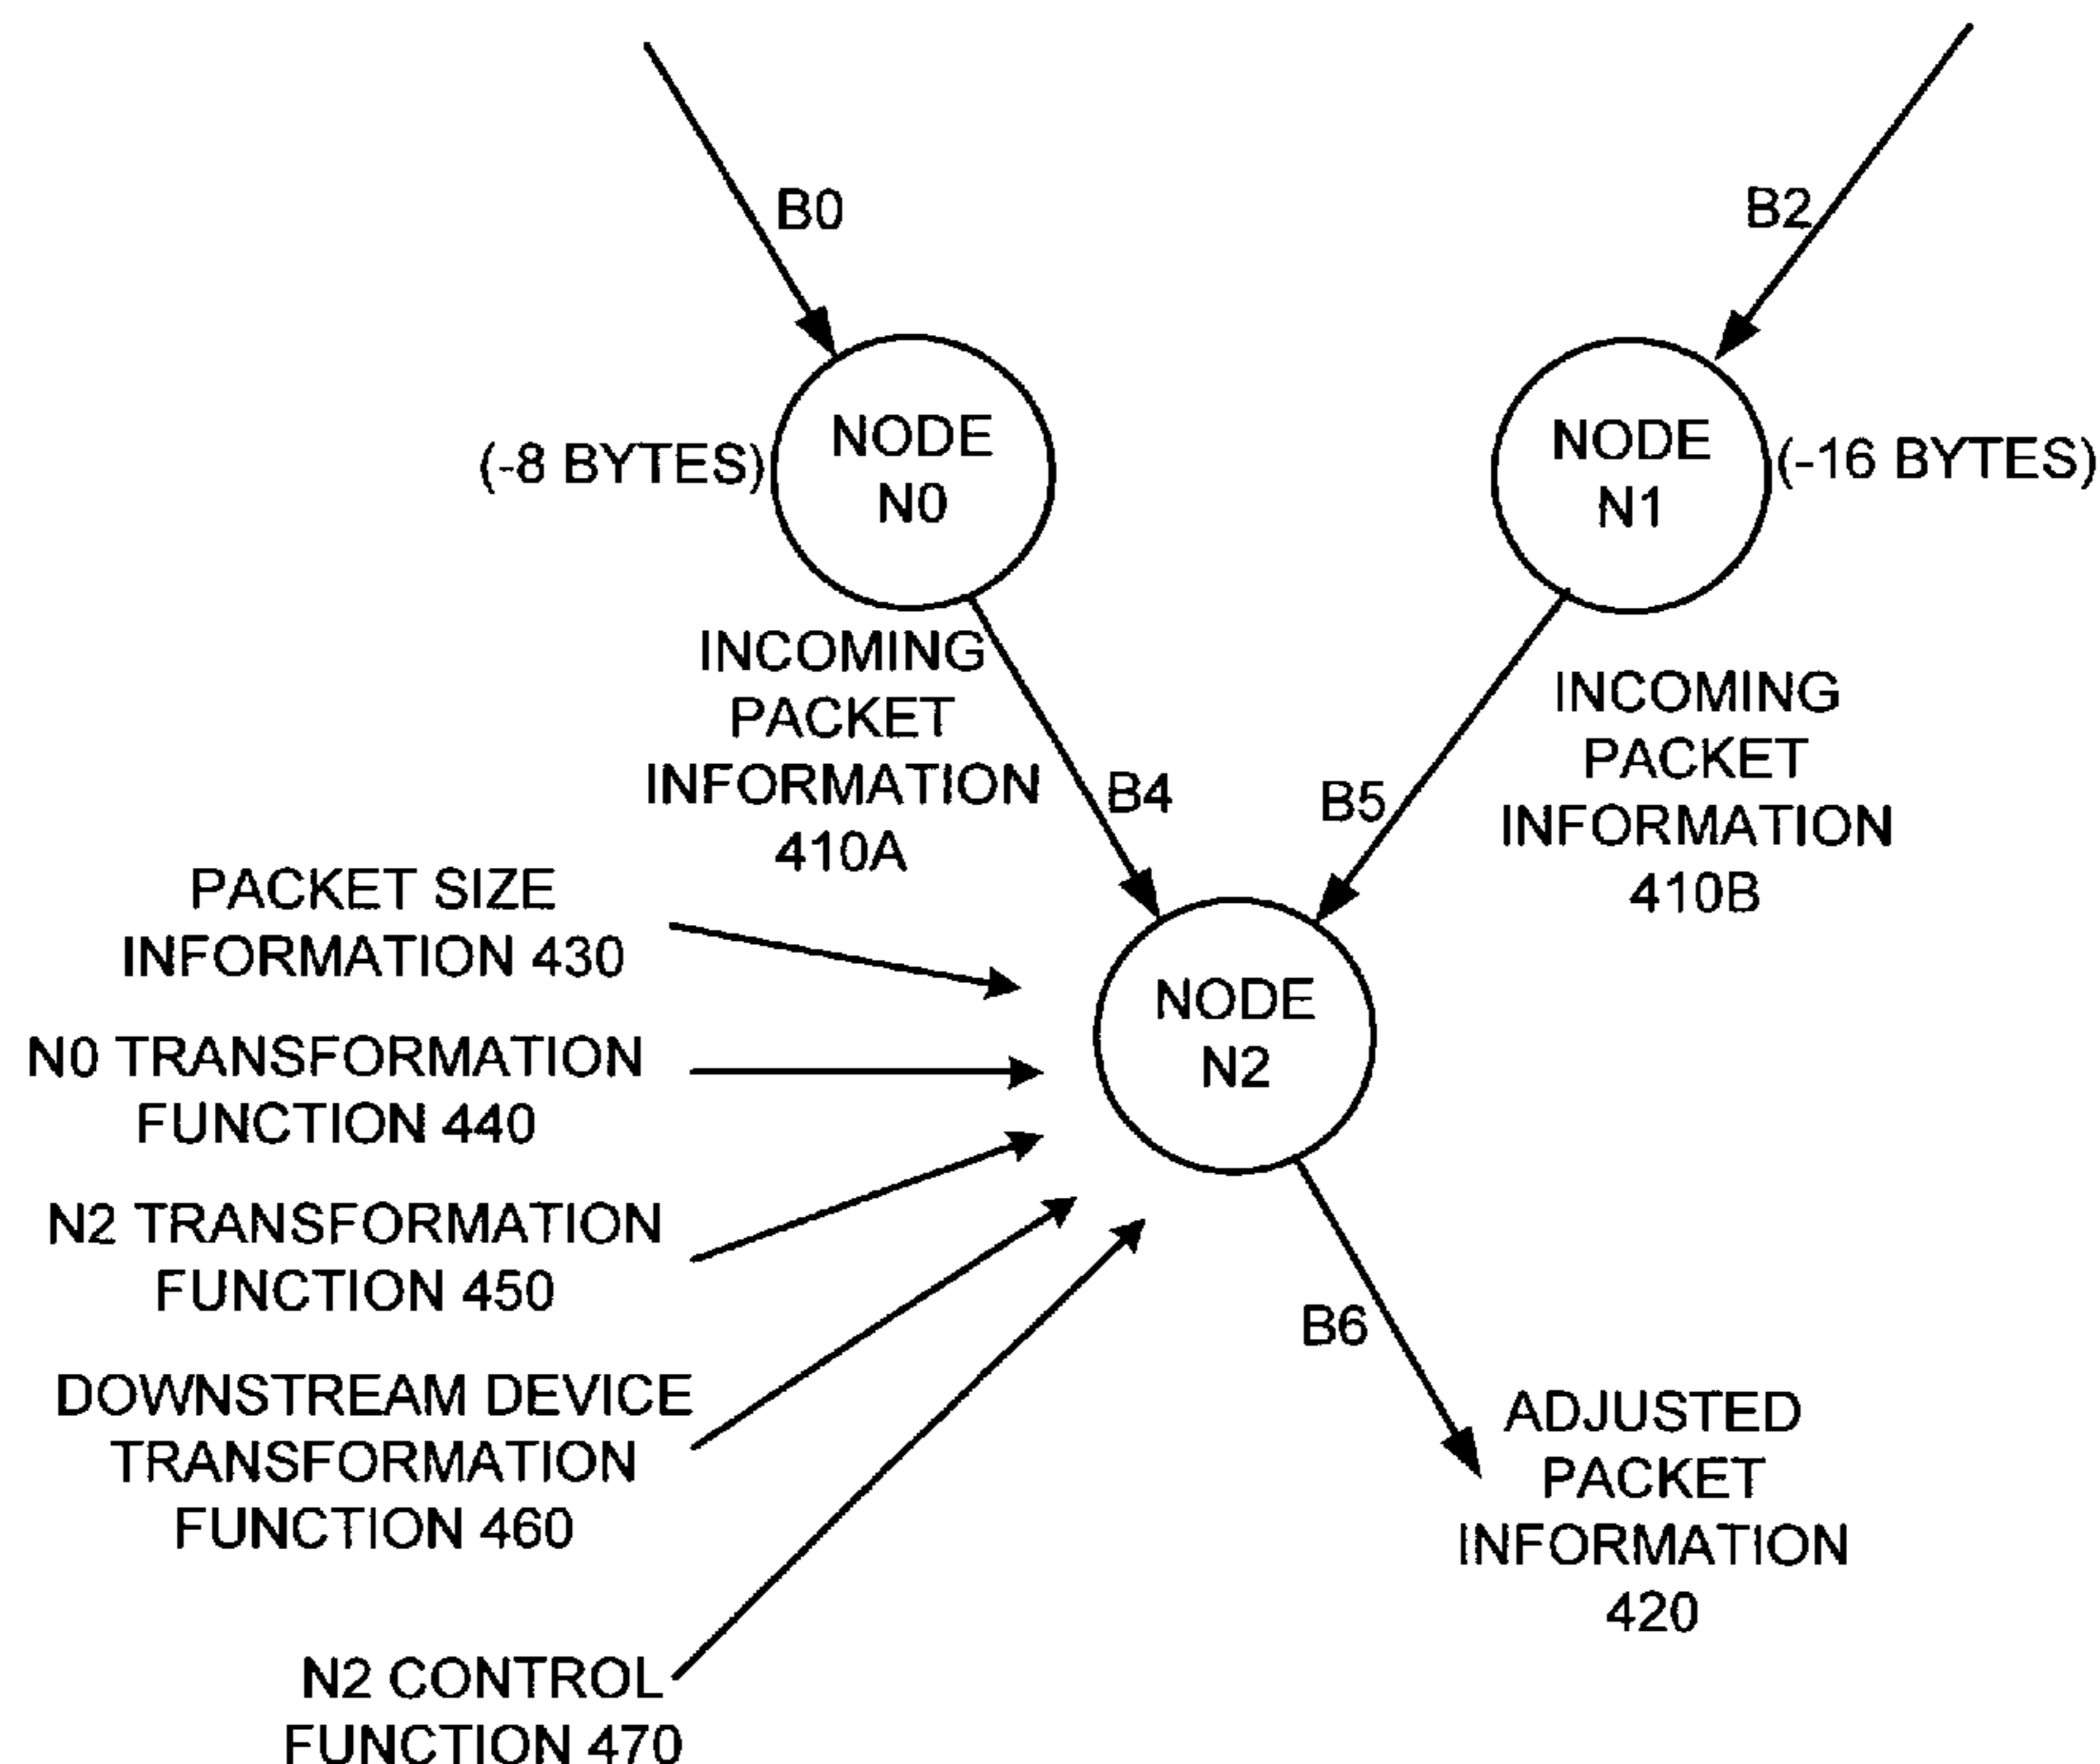 B0
B2
NODE
N0
(-8 BYTES)
NODE
N1
(-16 BYTES)
INCOMING
PACKET
INFORMATION
410A
B4
B5
INCOMING
PACKET
INFORMATION
410B
PACKET SIZE
INFORMATION 430
NODE
N2
N0 TRANSFORMATION
FUNCTION 440
N2 TRANSFORMATION
FUNCTION 450
DOWNSTREAM DEVICE
TRANSFORMATION
FUNCTION 460
B6
ADJUSTED
PACKET
INFORMATION
420
N2 CONTROL
FUNCTION 470